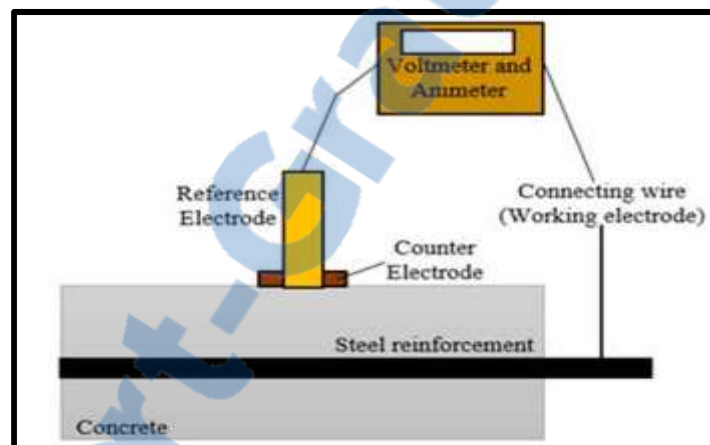 Voltmeter and
Ammeter
Reference
Electrode
Connecting wire
(Working electrode)
Counter
Electrode
Steel reinforcement
Concrete